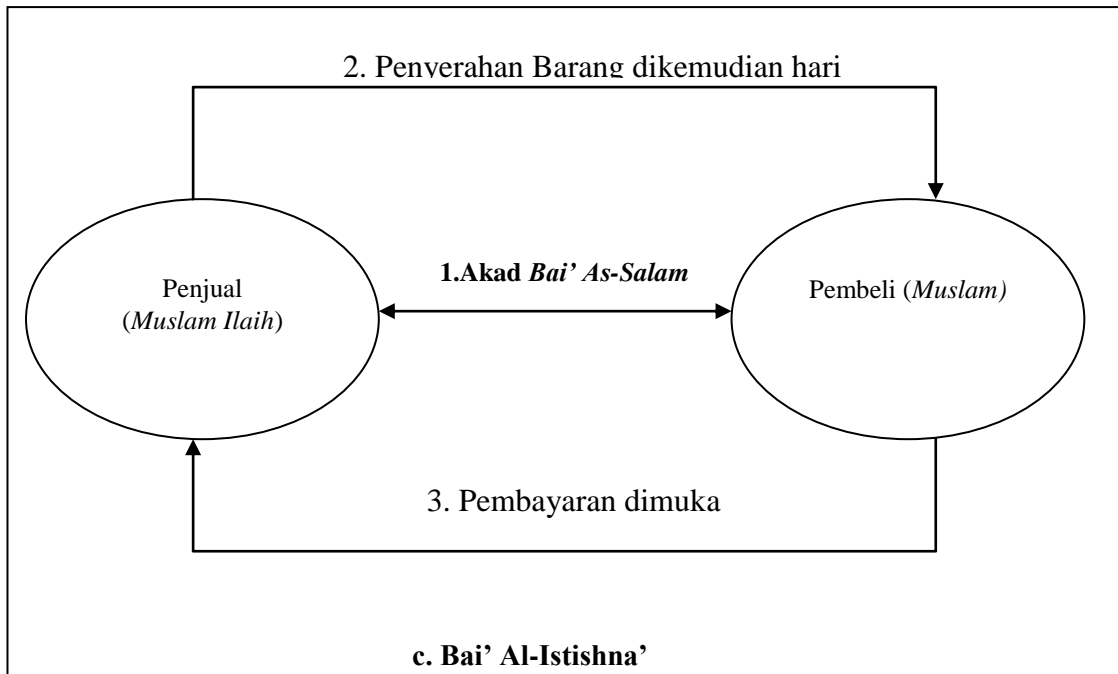 2. Penyerahan Barang dikemudian hari
1.Akad Bai’ As-Salam
Penjual
(Muslam Ilaih)
Pembeli (Muslam)
3. Pembayaran dimuka
c. Bai’ Al-Istishna’